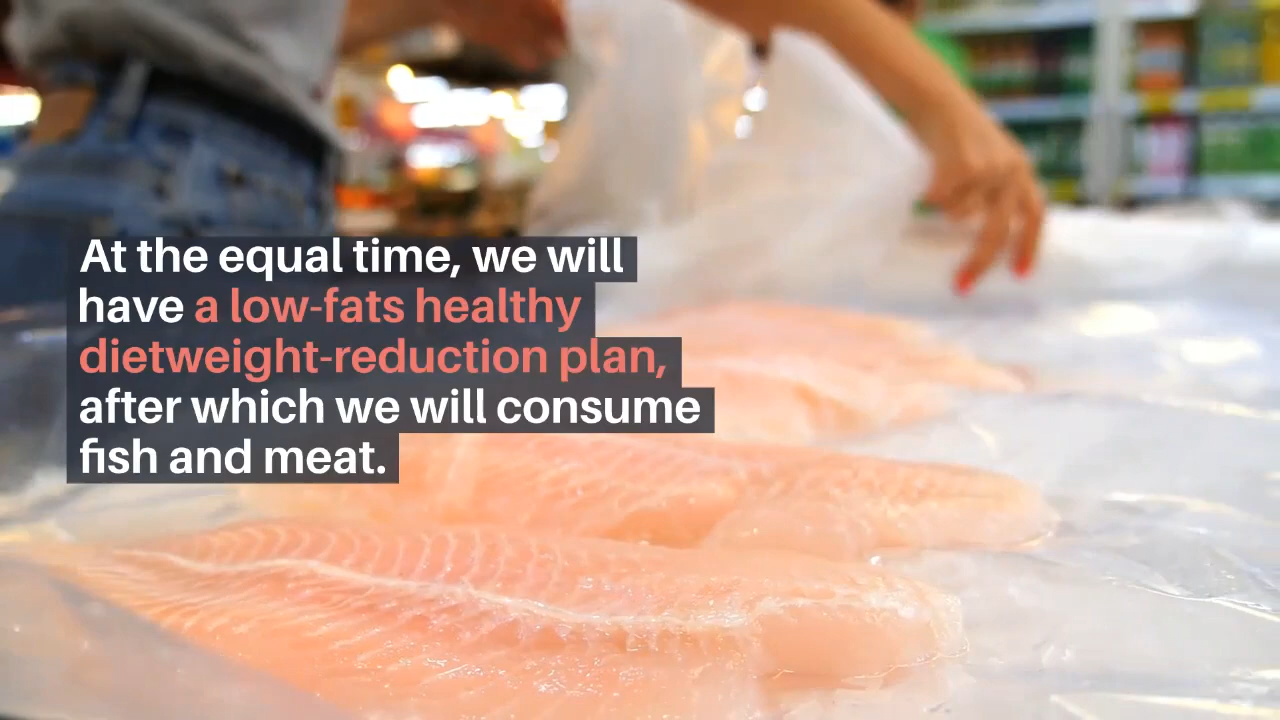 At the equal time, we will
have a low-fats healthy
dietweight-reduction plan,
after which we will consume
fish and meat.